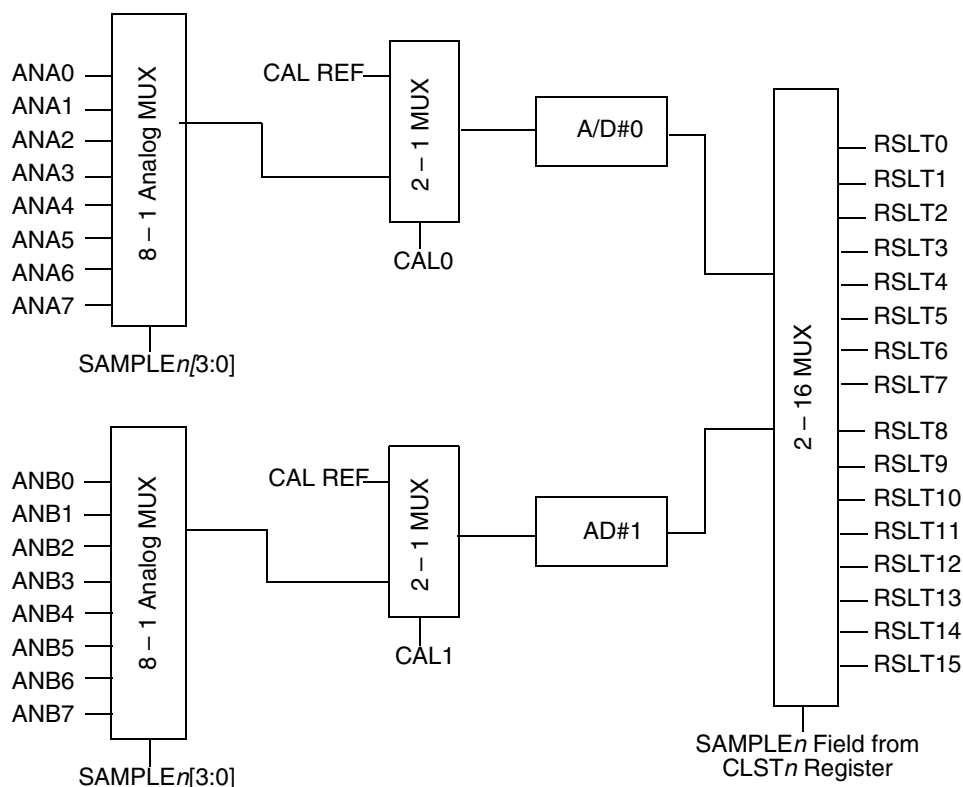 ANA0
ANA1
ANA2
ANA3
ANA4
ANA5
ANA6
ANA7
8 – 1 Analog MUX
SAMPLEn[3:0]
CAL REF
2 – 1 MUX
CAL0
A/D#0
ANB0
ANB1
ANB2
ANB3
ANB4
ANB5
ANB6
ANB7
8 – 1 Analog MUX
SAMPLEn[3:0]
CAL REF
2 – 1 MUX
CAL1
AD#1
2 – 16 MUX
RSLT0
RSLT1
RSLT2
RSLT3
RSLT4
RSLT5
RSLT6
RSLT7
RSLT8
RSLT9
RSLT10
RSLT11
RSLT12
RSLT13
RSLT14
RSLT15
SAMPLEn Field from
CLSTn Register